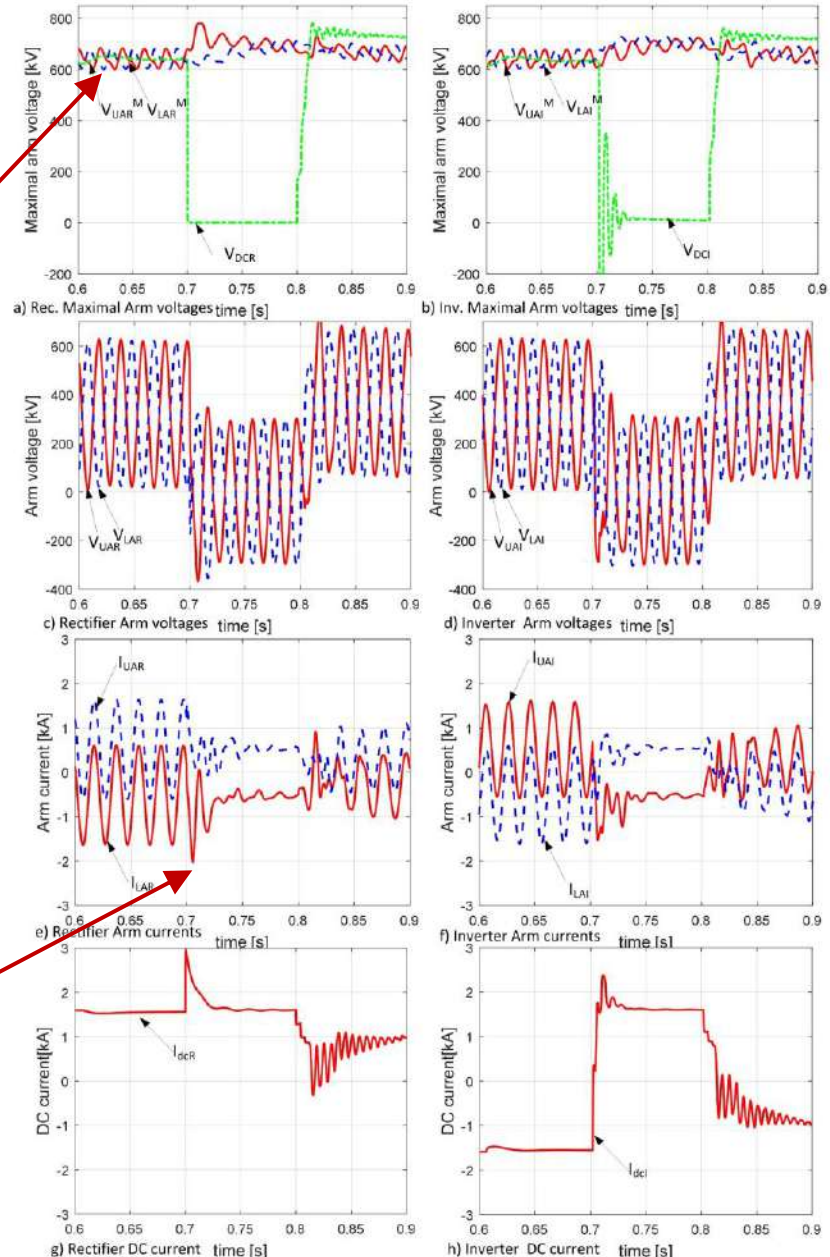 Maximal arm voltage [kV]
800
600
400
200
0
-200
V_UAR^M V_LAR^M
V_DCR
0.6 0.65 0.7 0.75 0.8 0.85 0.9
a) Rec. Maximal Arm voltages time [s]
Maximal arm voltage [kV]
800
600
400
200
0
-200
V_UAI^M V_LAI^M
V_DCI
0.6 0.65 0.7 0.75 0.8 0.85 0.9
b) Inv. Maximal Arm voltages time [s]
Arm voltage [kV]
600
400
200
0
-200
-400
V_UAR V_LAR
0.6 0.65 0.7 0.75 0.8 0.85 0.9
c) Rectifier Arm voltages time [s]
Arm voltage [kV]
600
400
200
0
-200
-400
V_UAI V_LAI
0.6 0.65 0.7 0.75 0.8 0.85 0.9
d) Inverter Arm voltages time [s]
Arm current [kA]
3
2
1
0
-1
-2
-3
I_UAR
I_LAR
0.6 0.65 0.7 0.75 0.8 0.85 0.9
e) Rectifier Arm currents time [s]
Arm current [kA]
3
2
1
0
-1
-2
-3
I_UAI
I_LAI
0.6 0.65 0.7 0.75 0.8 0.85 0.9
f) Inverter Arm currents time [s]
DC current[kA]
3
2
1
0
-1
-2
-3
I_dcR
0.6 0.65 0.7 0.75 0.8 0.85 0.9
g) Rectifier DC current time [s]
DC current[kA]
3
2
1
0
-1
-2
-3
I_dcI
0.6 0.65 0.7 0.75 0.8 0.85 0.9
h) Inverter DC current time [s]